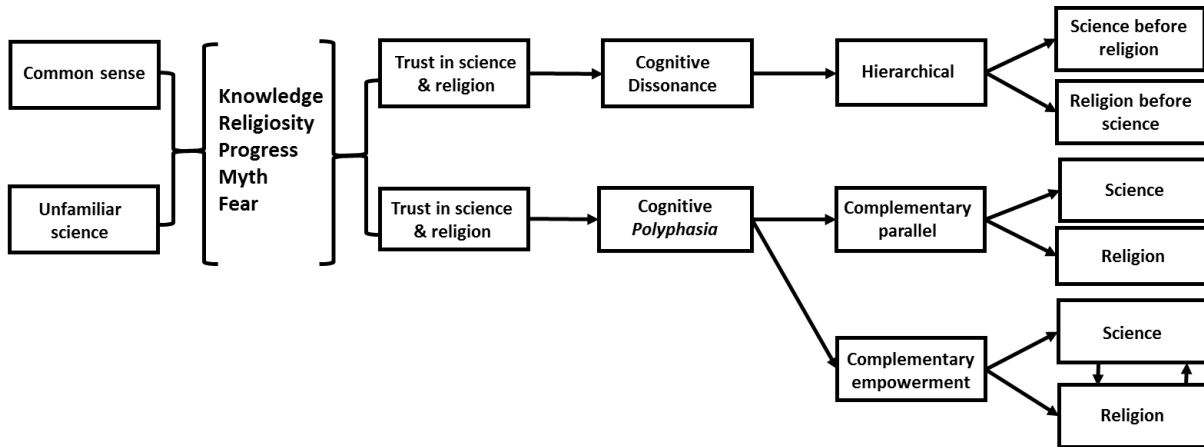 Common sense
Unfamiliar
science
Knowledge
Religiosity
Progress
Myth
Fear
Trust in science
& religion
Cognitive
Dissonance
Hierarchical
Science before
religion
Religion before
science
Trust in science
& religion
Cognitive
Polyphasia
Complementary
parallel
Science
Religion
Complementary
empowerment
Science
Religion